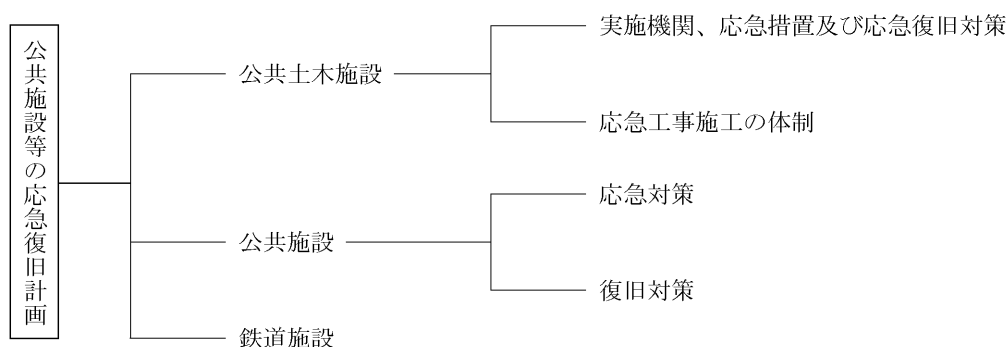 公共施設等の応急復旧計画
公共土木施設
実施機関、応急措置及び応急復旧対策
応急工事施工の体制
公共施設
応急対策
復旧対策
鉄道施設